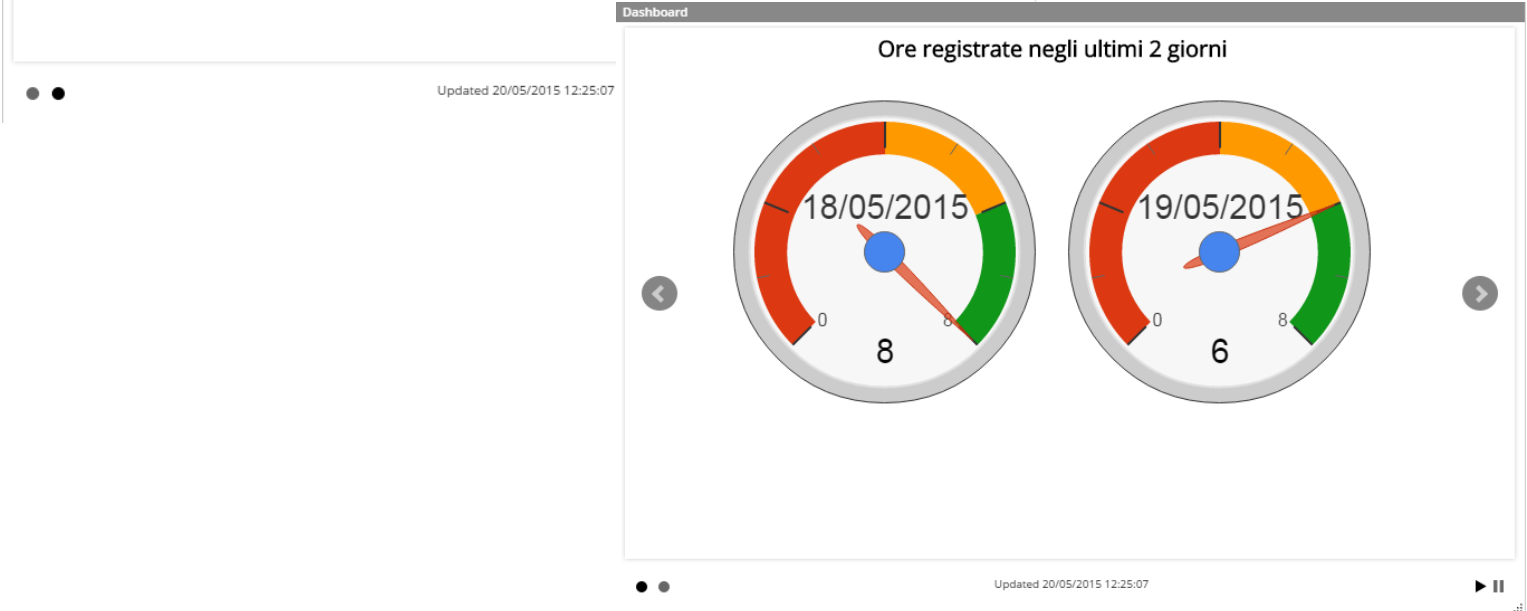 Updated 20/05/2015 12:25:07
Dashboard
Ore registrate negli ultimi 2 giorni
18/05/2015
0
8
8
19/05/2015
0
8
6
Updated 20/05/2015 12:25:07